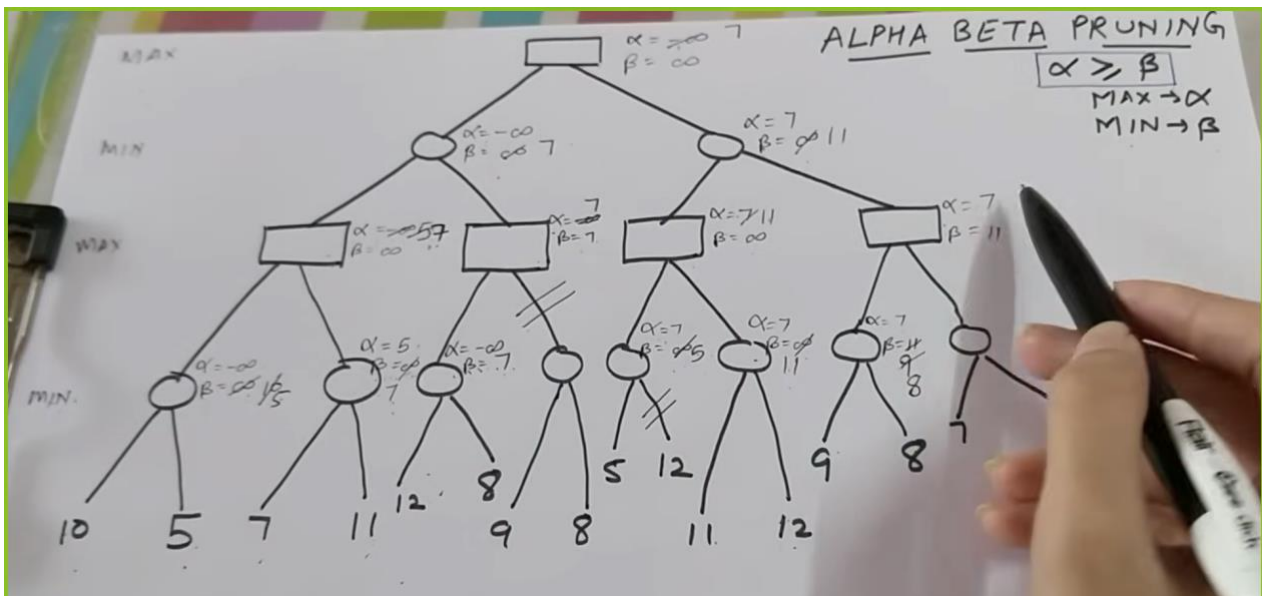 ALPHA BETA PRUNING
α ≥ β
MAX → α
MIN → β
MAX
α = -∞ 7
β = ∞
MIN
α = -∞
β = ∞ 7
α = 7
β = ∞ 11
MAX
α = -∞ 5 7
β = ∞
α = -∞ 7
β = 7
α = 7 11
β = ∞
α = 7
β = 11
MIN.
α = -∞
β = ∞ 10 5
α = 5
β = ∞ 7
α = -∞
β = 7
α = 7
β = ∞ 5
α = 7
β = ∞ 11
α = 7
β = 11 9 8
10 5 7 11 12 8 9 8 5 12 11 12 9 8 7
Flair